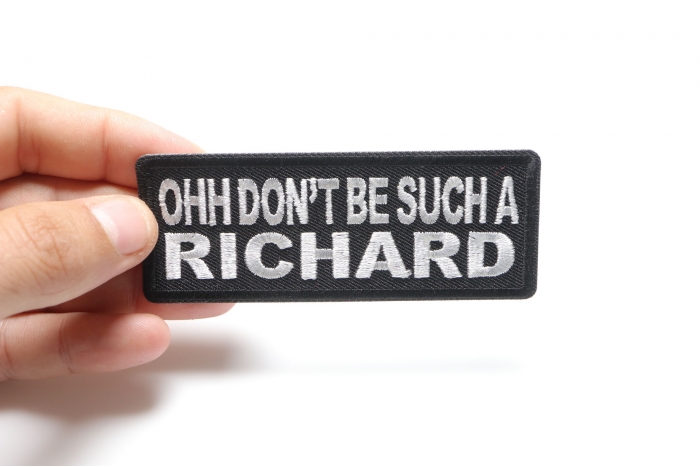 OHH DON'T BE SUCH A
RICHARD